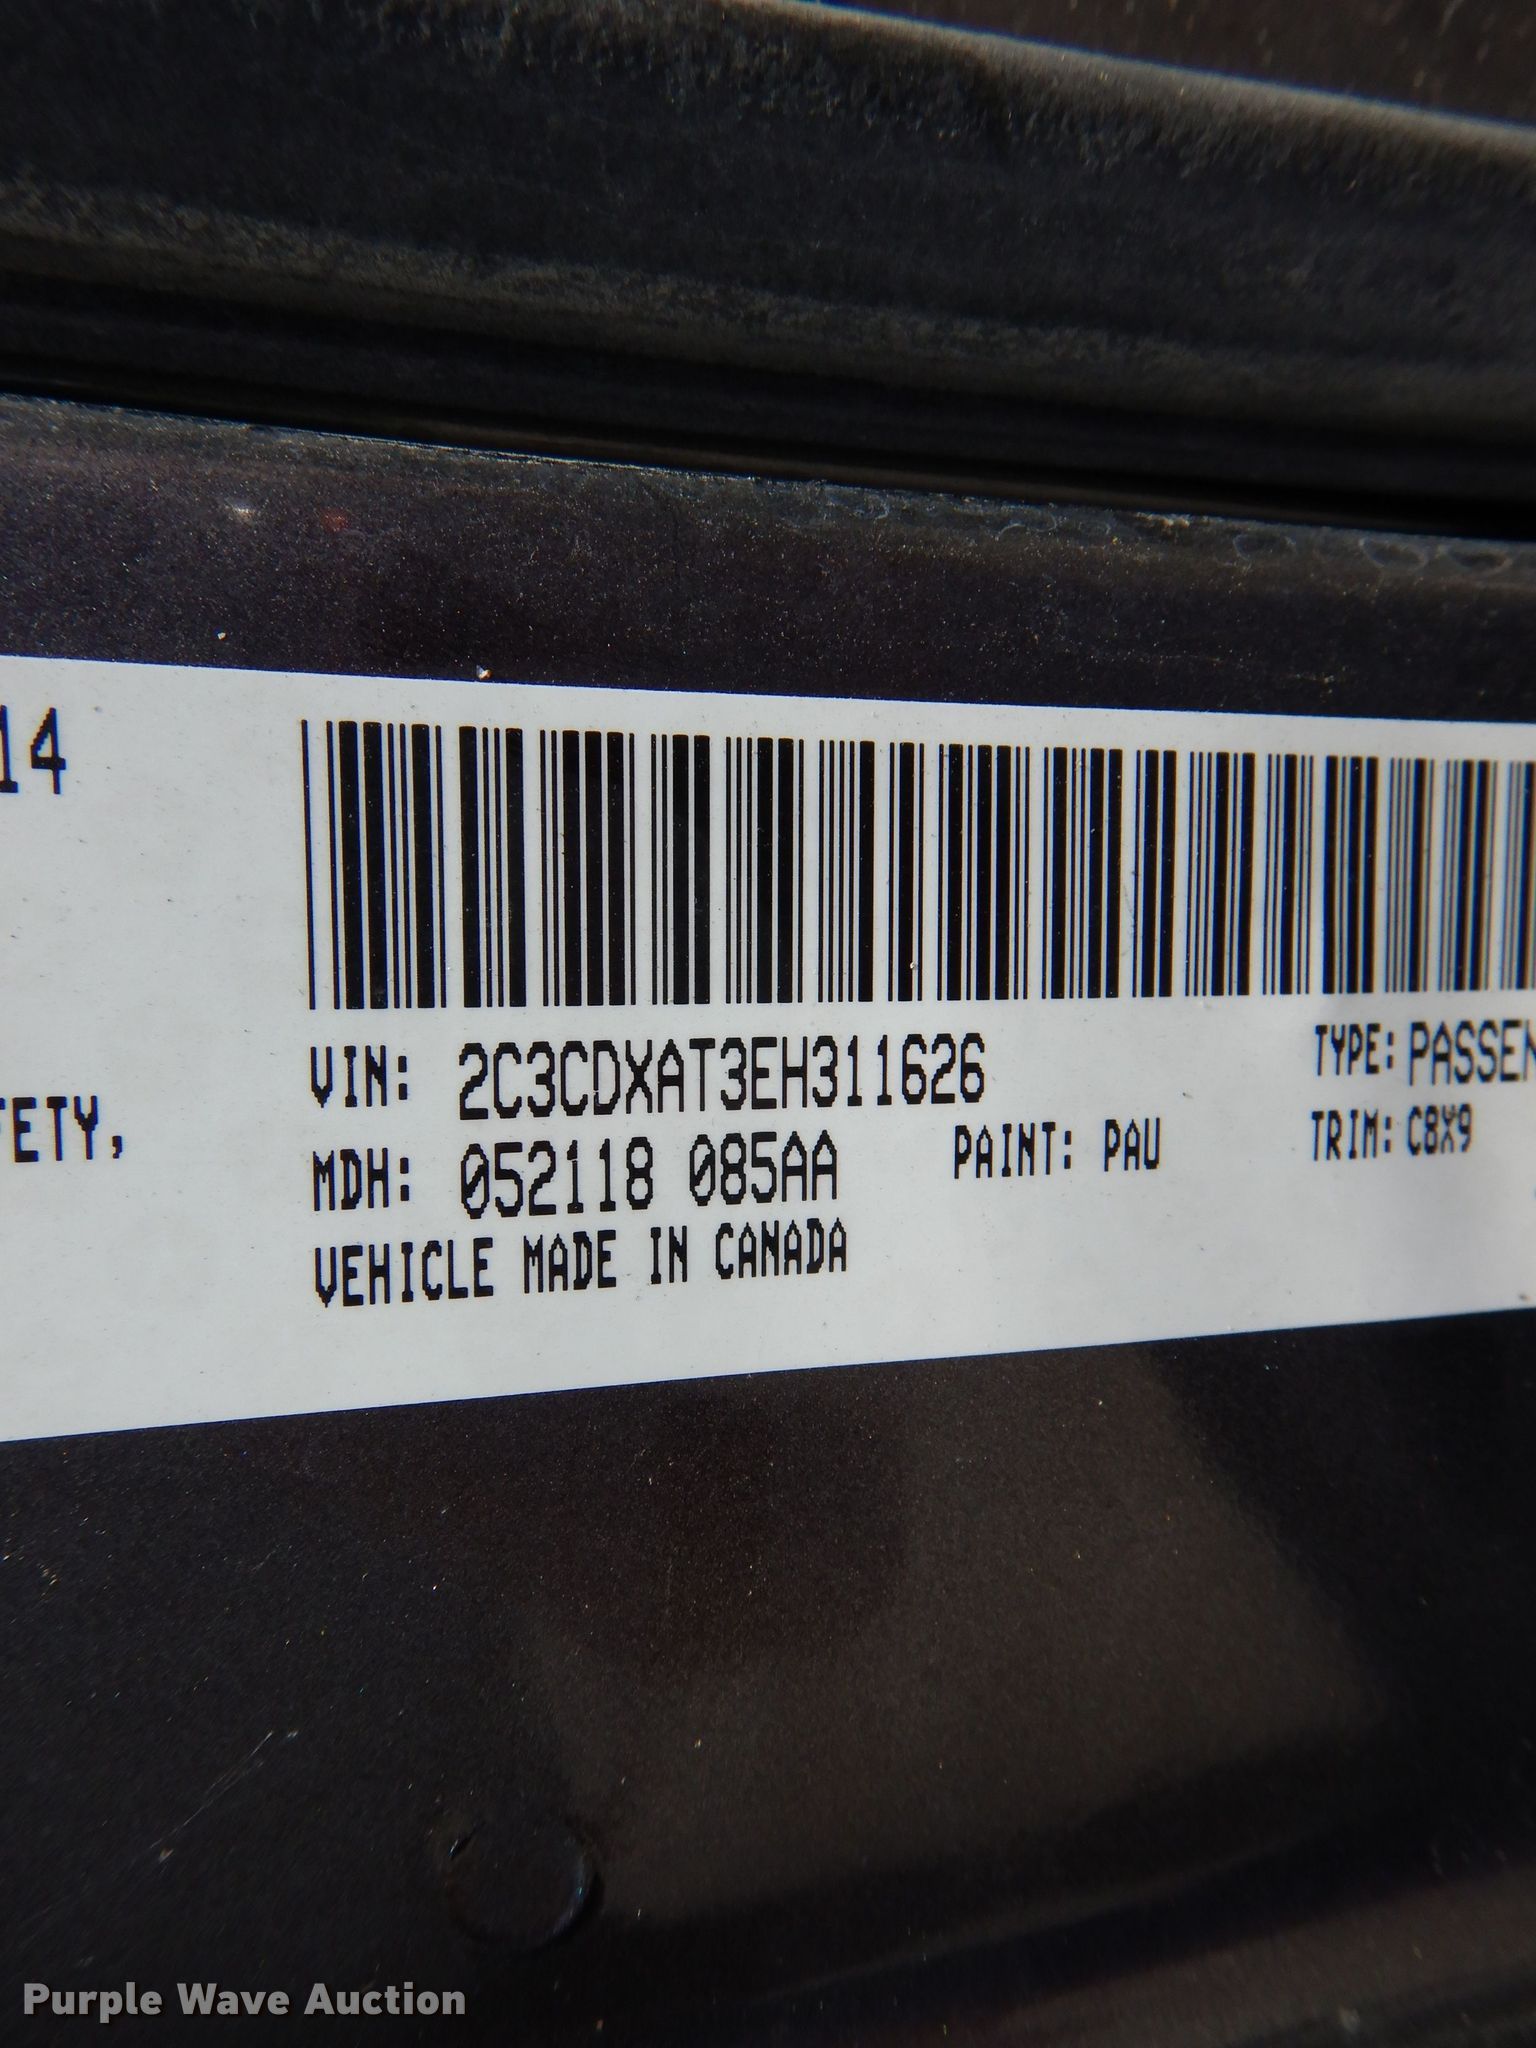 14
FETY,
VIN: 2C3CDXAT3EH311626
TYPE: PASSEN
MDH: 052118 085AA
PAINT: PAU
TRIM: C8X9
VEHICLE MADE IN CANADA
Purple Wave Auction